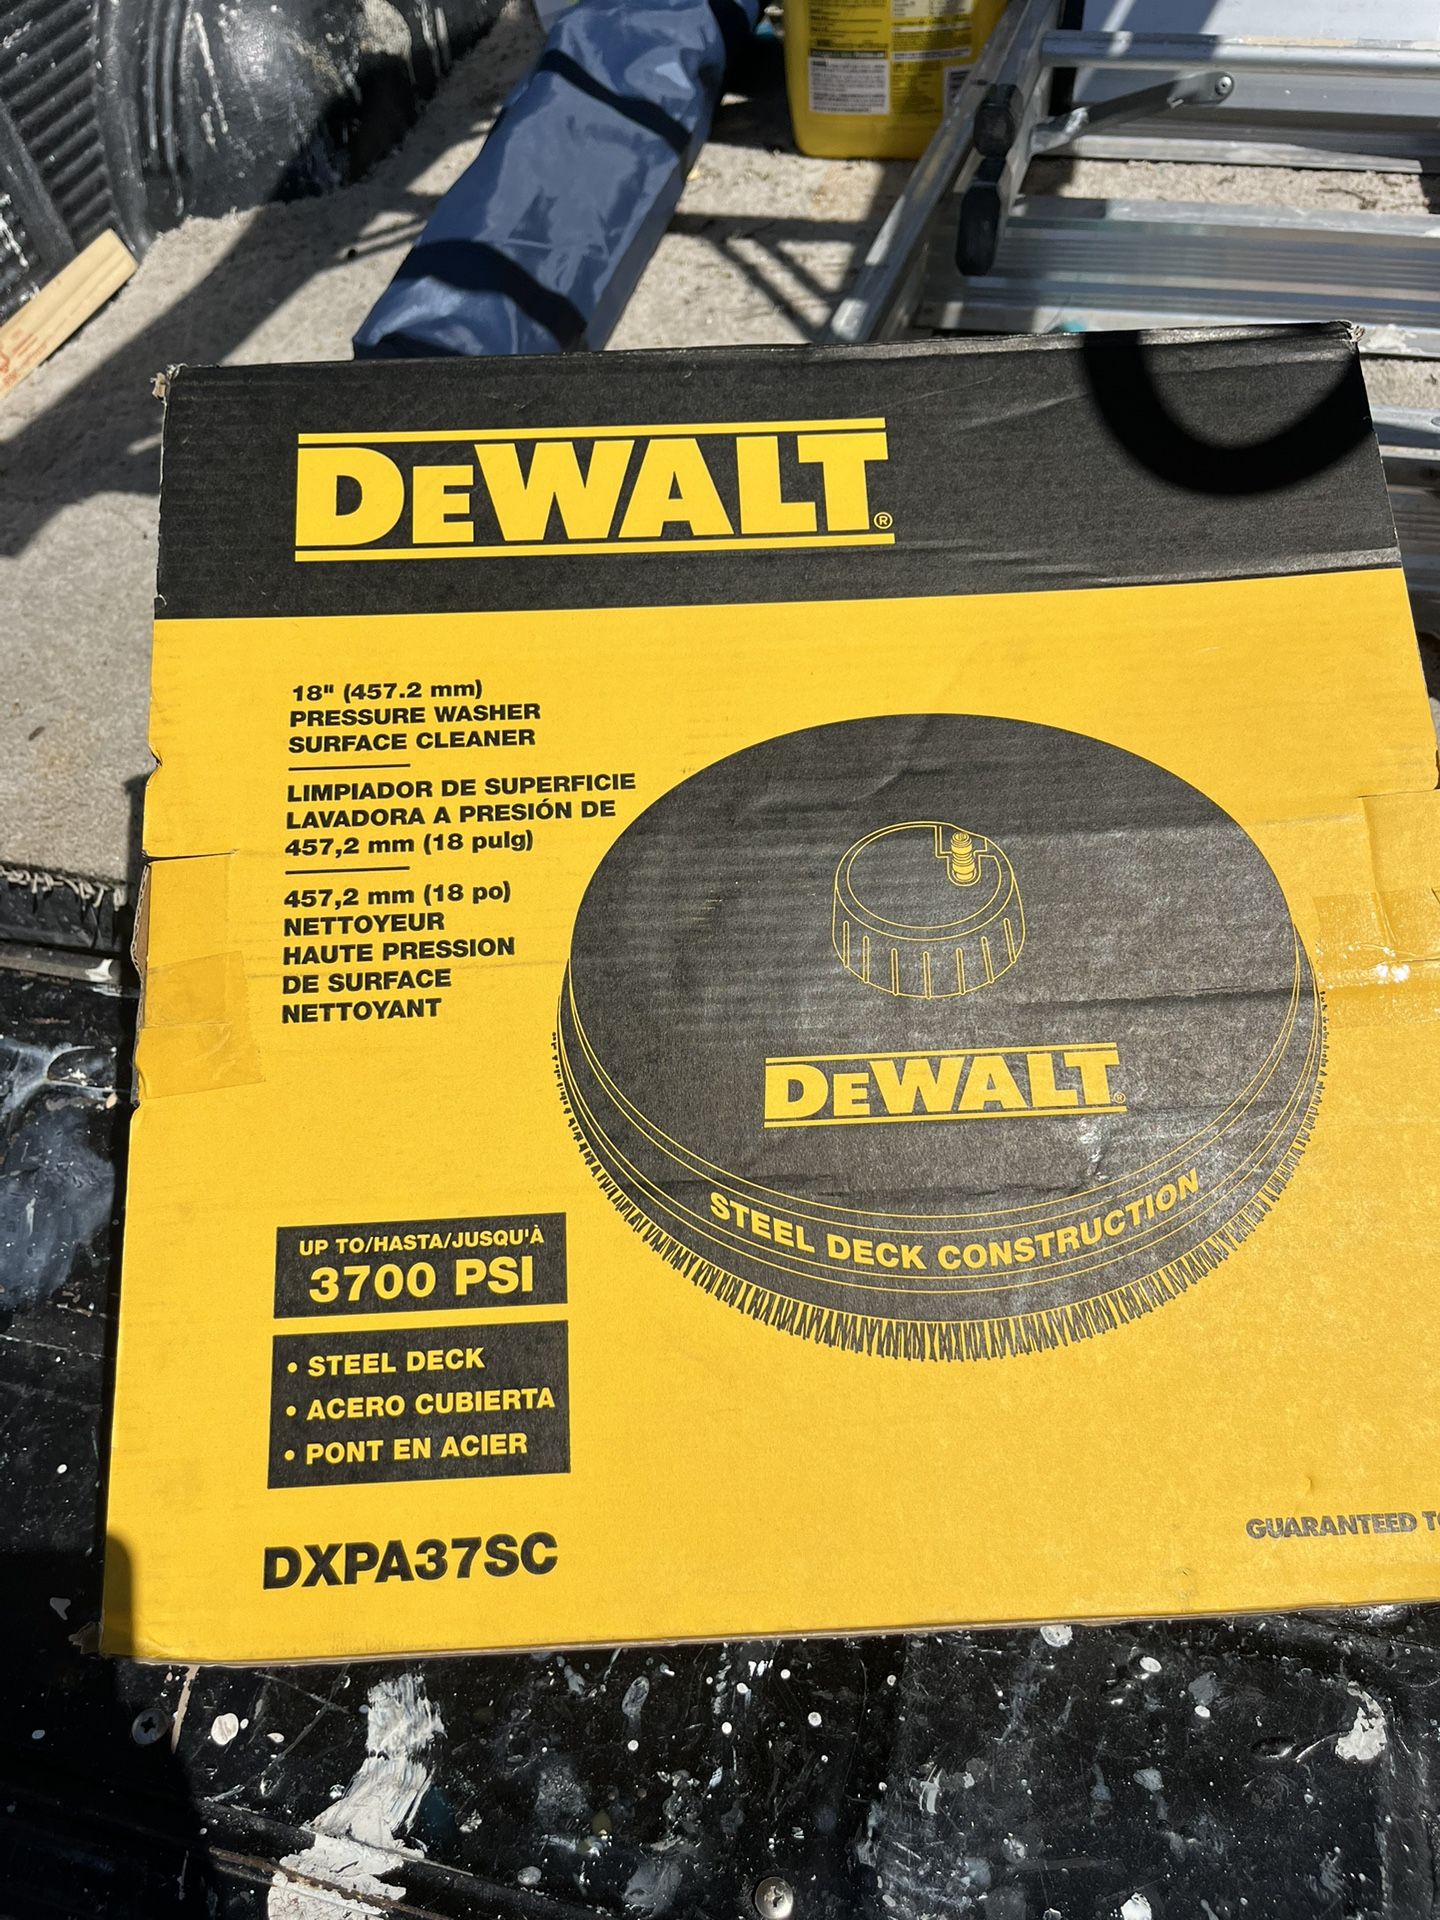 DEWALT®
18" (457.2 mm)
PRESSURE WASHER
SURFACE CLEANER
LIMPIADOR DE SUPERFICIE
LAVADORA A PRESIÓN DE
457,2 mm (18 pulg)
457,2 mm (18 po)
NETTOYEUR
HAUTE PRESSION
DE SURFACE
NETTOYANT
DEWALT®
STEEL DECK CONSTRUCTION
UP TO/HASTA/JUSQU'À
3700 PSI
• STEEL DECK
• ACERO CUBIERTA
• PONT EN ACIER
DXPA37SC
GUARANTEED